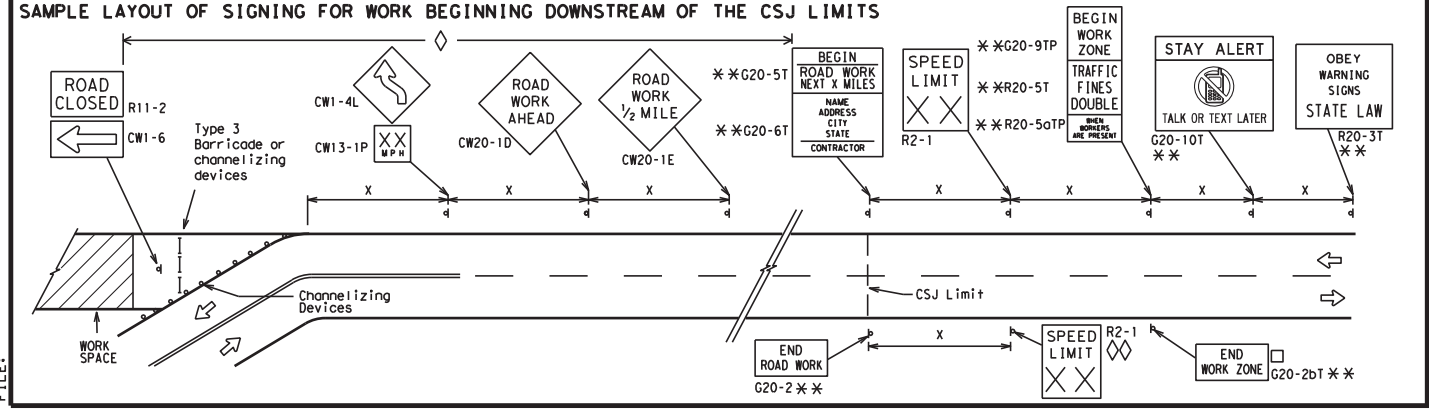 SAMPLE LAYOUT OF SIGNING FOR WORK BEGINNING DOWNSTREAM OF THE CSJ LIMITS
ROAD
CLOSED
R11-2
CW1-6
Type 3
Barricade or
channelizing
devices
CW1-4L
CW13-1P
XX
MPH
ROAD
WORK
AHEAD
CW20-1D
ROAD
WORK
1/2 MILE
CW20-1E
**G20-5T
**G20-6T
BEGIN
ROAD WORK
NEXT X MILES
NAME
ADDRESS
CITY
STATE
CONTRACTOR
SPEED
LIMIT
XX
R2-1
**G20-9TP
**R20-5T
**R20-5aTP
BEGIN
WORK
ZONE
TRAFFIC
FINES
DOUBLE
WHEN
WORKERS
ARE PRESENT
STAY ALERT
TALK OR TEXT LATER
G20-10T
**
OBEY
WARNING
SIGNS
STATE LAW
R20-3T
**
X
X
X
X
X
X
X
Channelizing
Devices
WORK
SPACE
CSJ Limit
END
ROAD WORK
G20-2 **
X
SPEED
LIMIT
XX
R2-1
END
WORK ZONE
G20-2bT **
FILE: